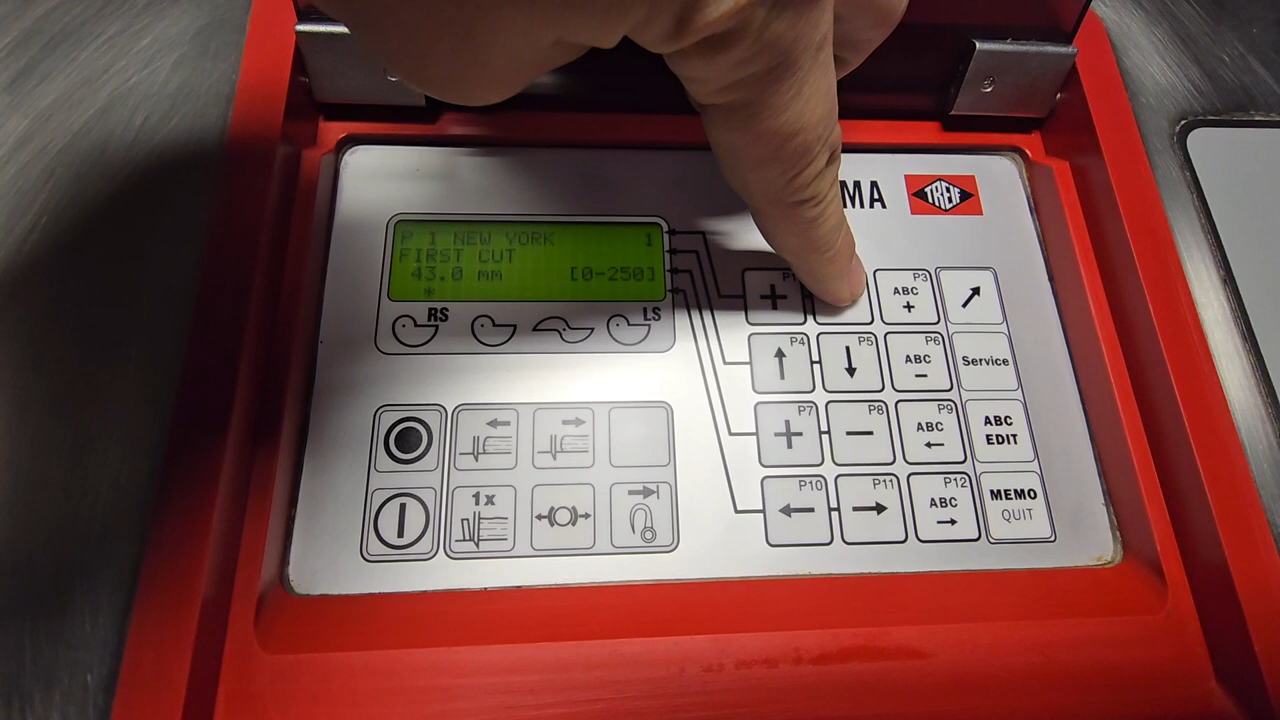 MA
TREIF
P 1 NEW YORK 1
FIRST CUT
43.0 mm [0-250]
*
RS
LS
P1
+
P3
ABC
+
P4
P5
P6
ABC
−
Service
P7
+
P8
−
P9
ABC
←
ABC
EDIT
P10
←
P11
→
P12
ABC
→
MEMO
QUIT
1x